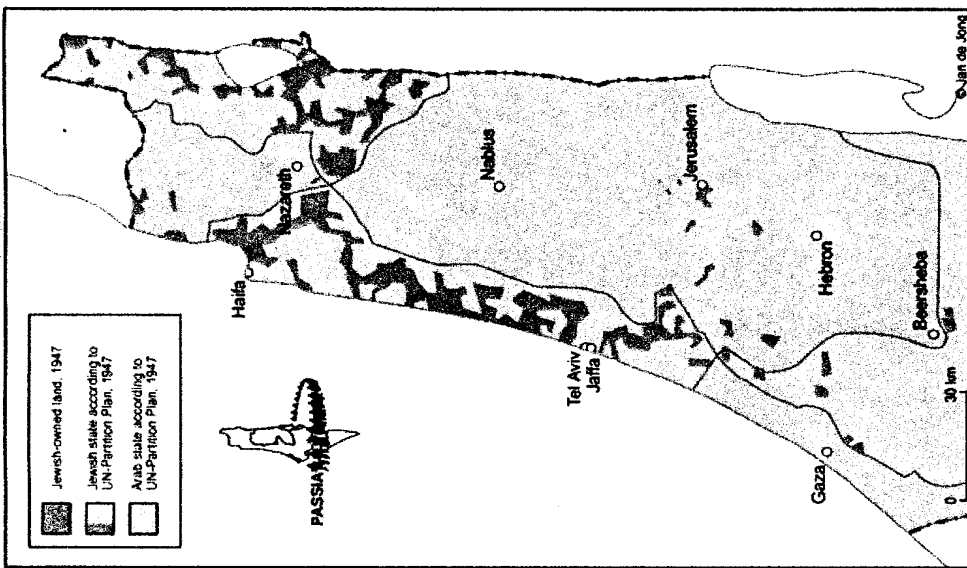 Jewish-owned land, 1947
Jewish state according to
UN-Partition Plan, 1947
Arab state according to
UN-Partition Plan, 1947
PASSIA
Haifa
Nazareth
Nablus
Tel Aviv
Jaffa
Jerusalem
Hebron
Gaza
Beersheba
0
30 km
© Jan de Jong